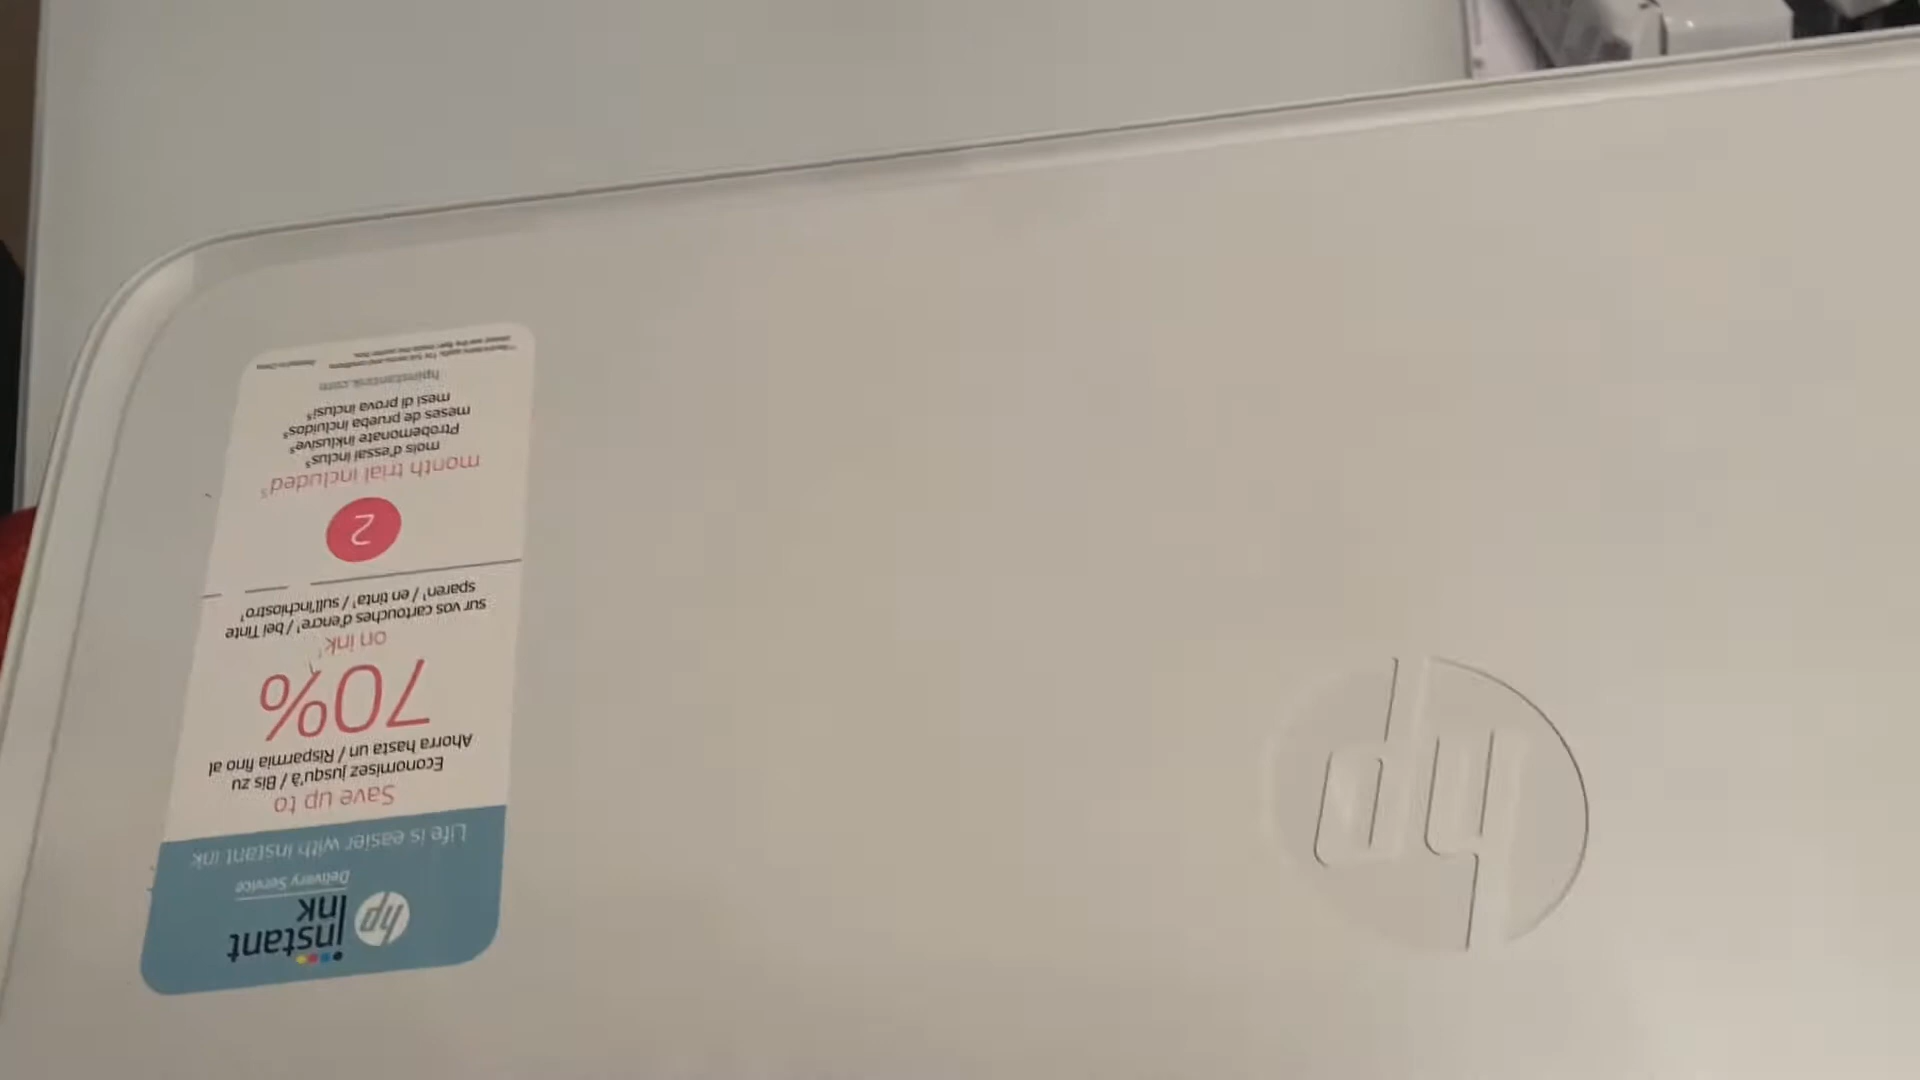 hp
instant
ink
Delivery Service
Life is easier with instant ink
Save up to
Economisez jusqu'à / Bis zu
Ahorra hasta un / Risparmia fino al
70%
on ink¹
sur vos cartouches d'encre¹ / bei Tinte
sparen¹ / en tinta¹ / sull'inchiostro¹
2
month trial included⁵
mois d'essai inclus⁵
Ptrobemonate inklusive⁵
meses de prueba incluidos⁵
mesi di prova inclusi⁵
hpinstantink.com
hp